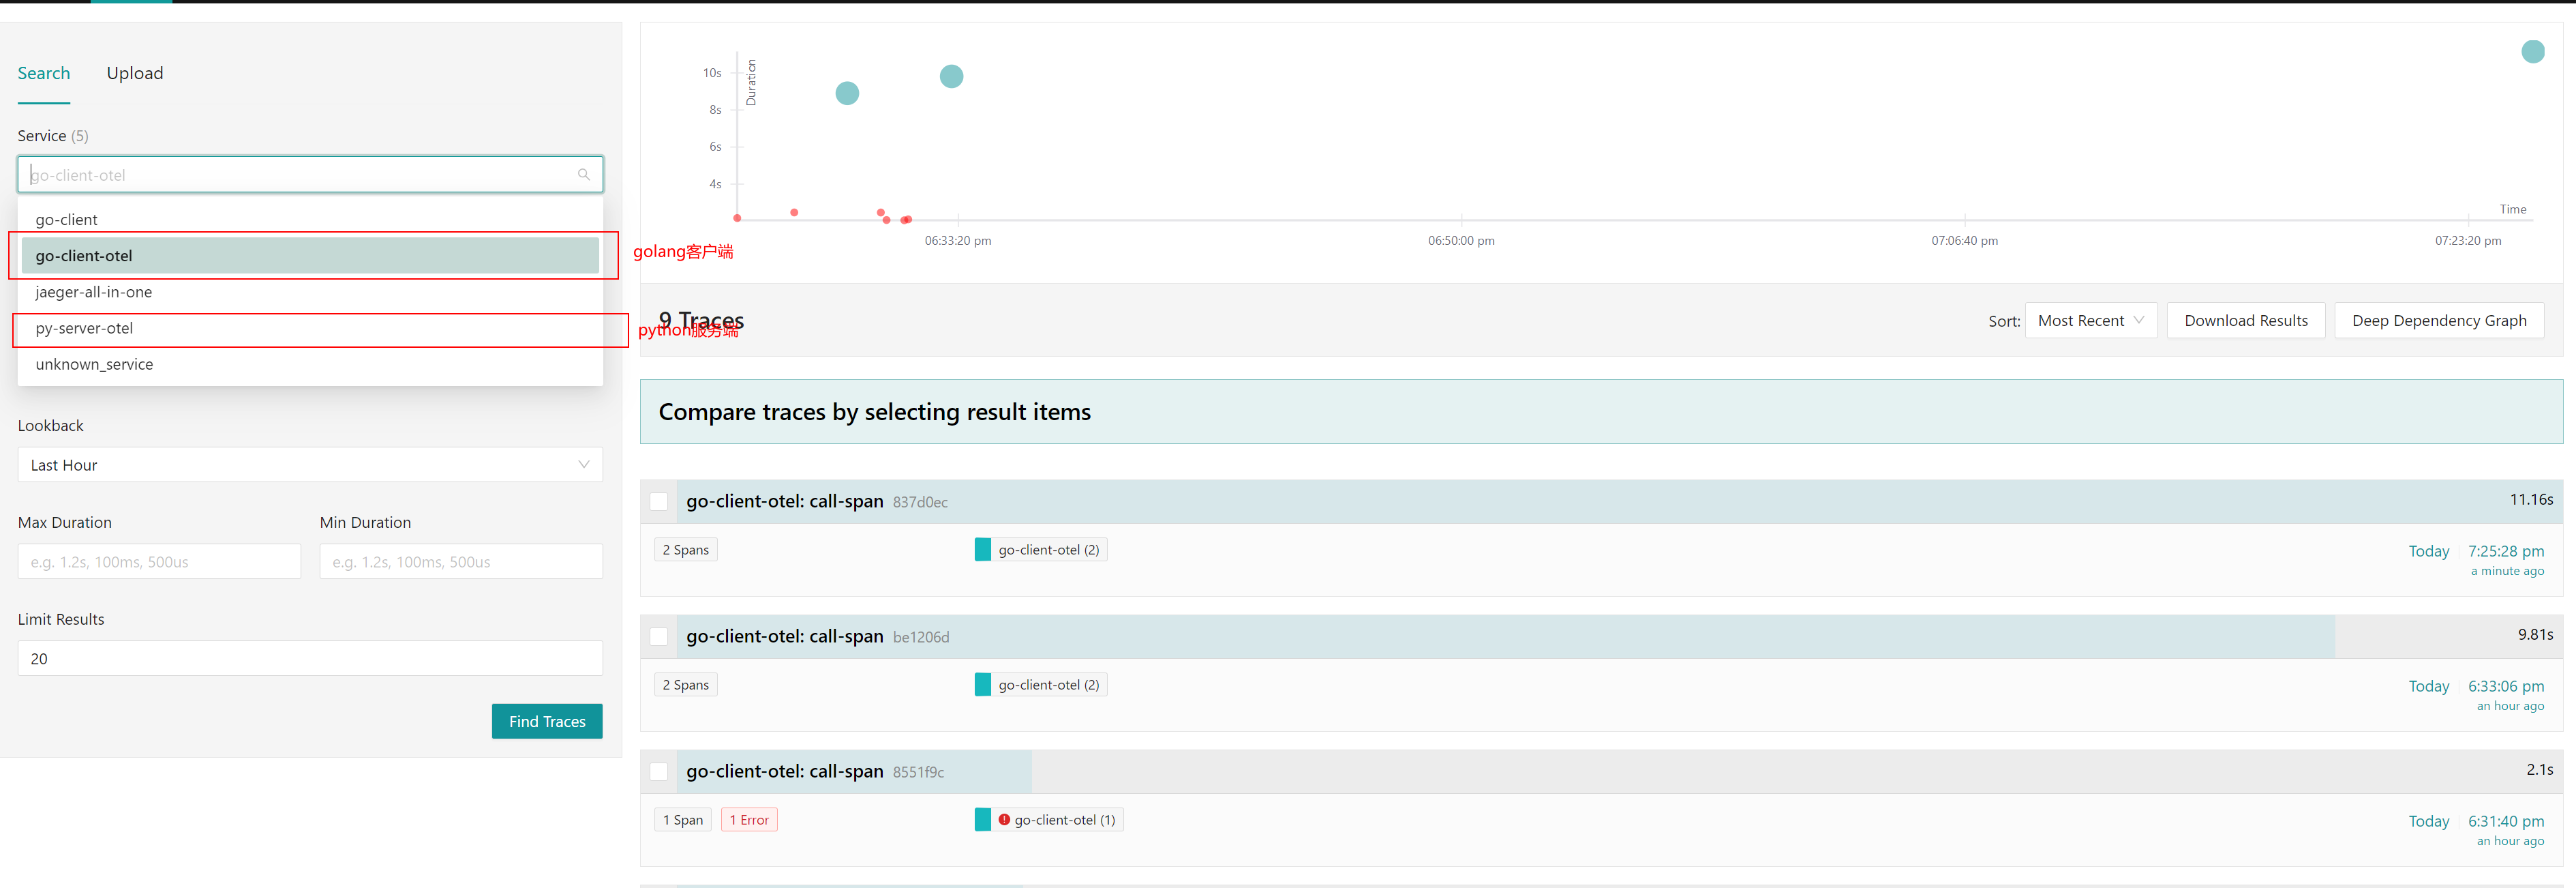 Search
Upload
Service (5)
go-client-otel
go-client
go-client-otel
golang客户端
jaeger-all-in-one
py-server-otel
python服务端
unknown_service
Lookback
Last Hour
Max Duration
Min Duration
e.g. 1.2s, 100ms, 500us
e.g. 1.2s, 100ms, 500us
Limit Results
20
Find Traces
Duration
10s
8s
6s
4s
Time
06:33:20 pm
06:50:00 pm
07:06:40 pm
07:23:20 pm
9 Traces
Sort:
Most Recent
Download Results
Deep Dependency Graph
Compare traces by selecting result items
go-client-otel: call-span 837d0ec
11.16s
2 Spans
go-client-otel (2)
Today
7:25:28 pm
a minute ago
go-client-otel: call-span be1206d
9.81s
2 Spans
go-client-otel (2)
Today
6:33:06 pm
an hour ago
go-client-otel: call-span 8551f9c
2.1s
1 Span
1 Error
go-client-otel (1)
Today
6:31:40 pm
an hour ago